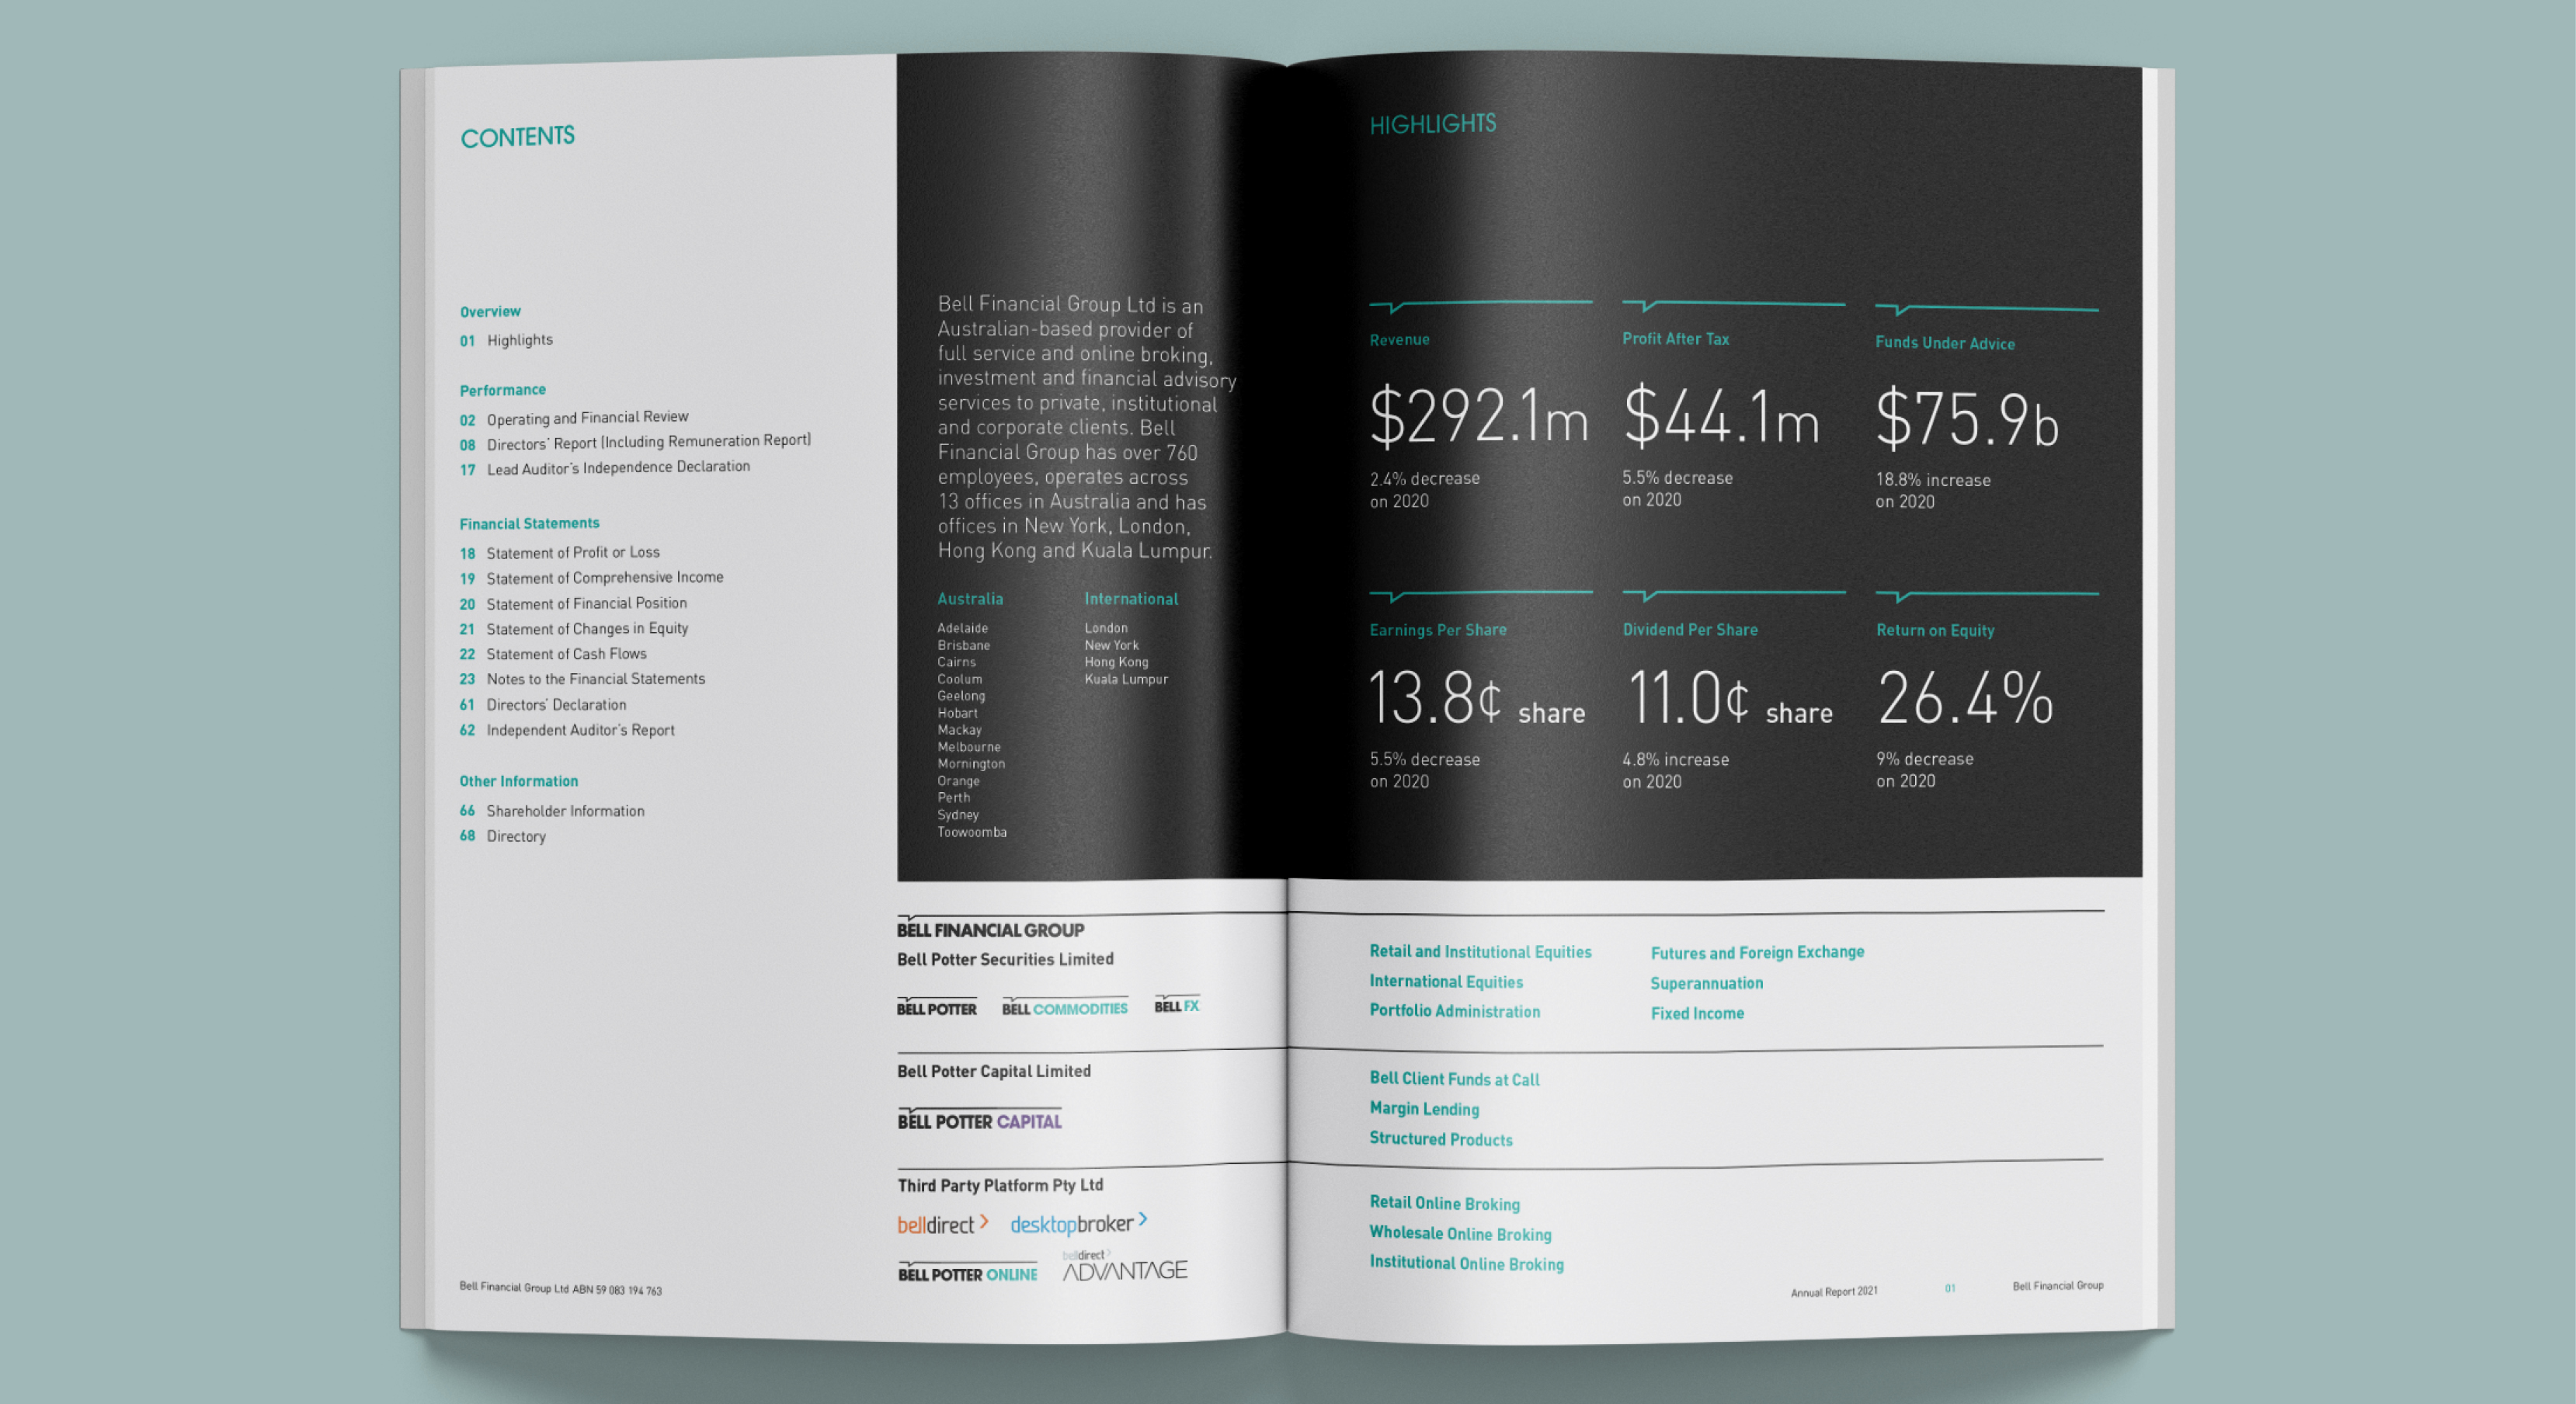 CONTENTS
Overview
01 Highlights
Performance
02 Operating and Financial Review
08 Directors' Report (Including Remuneration Report)
17 Lead Auditor's Independence Declaration
Financial Statements
18 Statement of Profit or Loss
19 Statement of Comprehensive Income
20 Statement of Financial Position
21 Statement of Changes in Equity
22 Statement of Cash Flows
23 Notes to the Financial Statements
61 Directors' Declaration
62 Independent Auditor's Report
Other Information
66 Shareholder Information
68 Directory
Bell Financial Group Ltd ABN 59 083 194 763
Bell Financial Group Ltd is an
Australian-based provider of
full service and online broking,
investment and financial advisory
services to private, institutional
and corporate clients. Bell
Financial Group has over 760
employees, operates across
13 offices in Australia and has
offices in New York, London,
Hong Kong and Kuala Lumpur.
Australia
Adelaide
Brisbane
Cairns
Coolum
Geelong
Hobart
Mackay
Melbourne
Mornington
Orange
Perth
Sydney
Toowoomba
International
London
New York
Hong Kong
Kuala Lumpur
BELL FINANCIAL GROUP
Bell Potter Securities Limited
BELL POTTER BELL COMMODITIES BELL FX
Bell Potter Capital Limited
BELL POTTER CAPITAL
Third Party Platform Pty Ltd
belldirect desktopbroker
BELL POTTER ONLINE
belldirect
ADVANTAGE
HIGHLIGHTS
Revenue
$292.1m
2.4% decrease
on 2020
Profit After Tax
$44.1m
5.5% decrease
on 2020
Funds Under Advice
$75.9b
18.8% increase
on 2020
Earnings Per Share
13.8¢ share
5.5% decrease
on 2020
Dividend Per Share
11.0¢ share
4.8% increase
on 2020
Return on Equity
26.4%
9% decrease
on 2020
Retail and Institutional Equities
International Equities
Portfolio Administration
Futures and Foreign Exchange
Superannuation
Fixed Income
Bell Client Funds at Call
Margin Lending
Structured Products
Retail Online Broking
Wholesale Online Broking
Institutional Online Broking
Annual Report 2021 01 Bell Financial Group